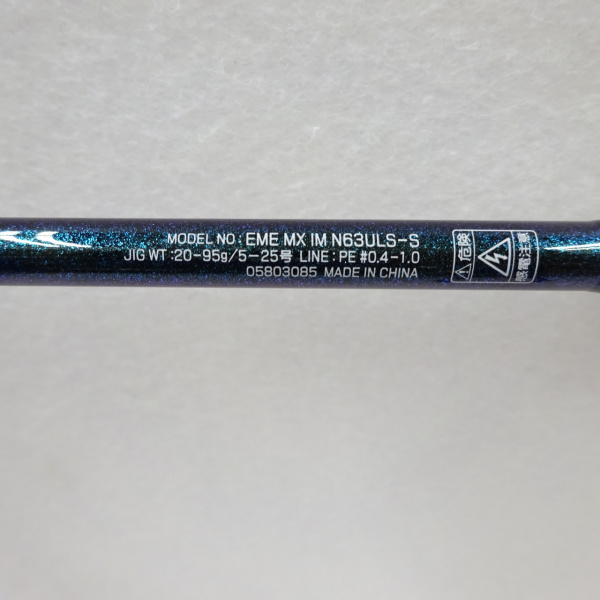 MODEL NO : EME MX IM N63ULS-S
JIG WT :20-95g/5-25号 LINE: PE #0.4-1.0
05803085 MADE IN CHINA
危険
感電注意